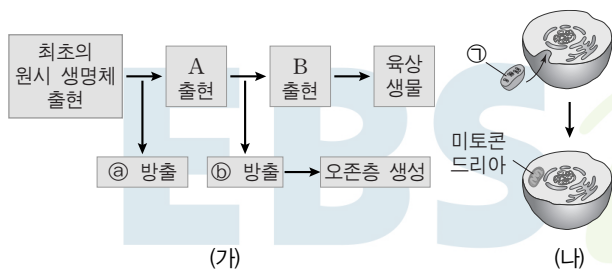 최초의
원시 생명체
출현
A
출현
B
출현
육상
생물
ⓐ 방출
ⓑ 방출
오존층 생성
(가)
㉠
미토콘
드리아
(나)
EBS